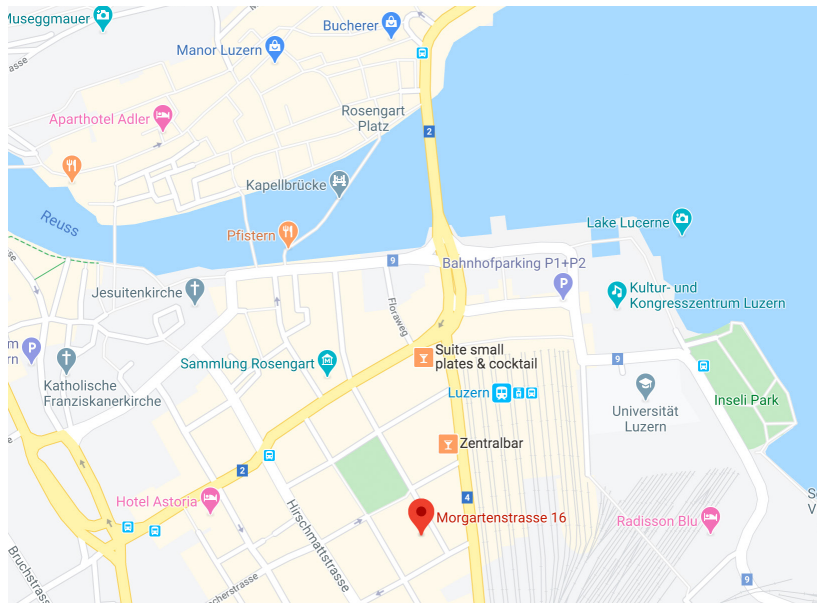 Museggmauer
Bucherer
Manor Luzern
Aparthotel Adler
Rosengart
Platz
2
Kapellbrücke
Reuss
Pfistern
Lake Lucerne
9
Bahnhofparking P1+P2
P
Jesuitenkirche
Kultur- und
Kongresszentrum Luzern
Floraweg
P
Suite small
plates & cocktail
9
Sammlung Rosengart
Katholische
Franziskanerkirche
Luzern
Inseli Park
Universität
Luzern
Zentralbar
2
4
Hotel Astoria
Hirschmattstrasse
Morgartenstrasse 16
Radisson Blu
Bruchstrasse
9